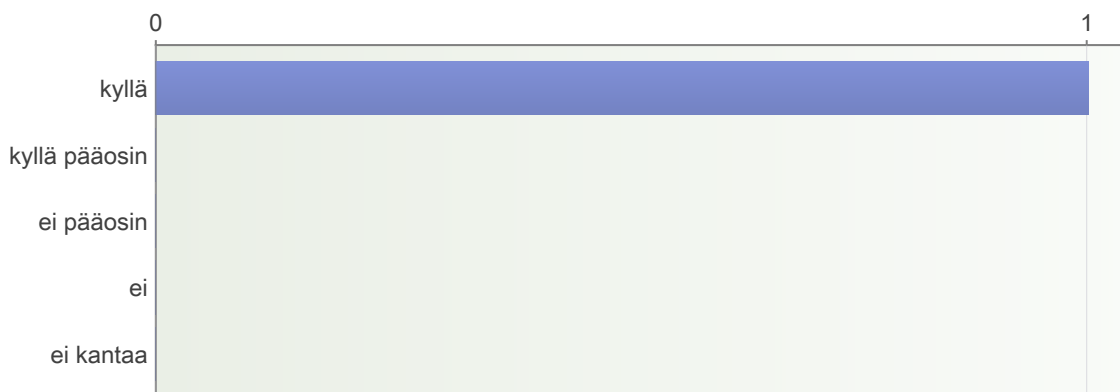 0 1
kyllä
kyllä pääosin
ei pääosin
ei
ei kantaa